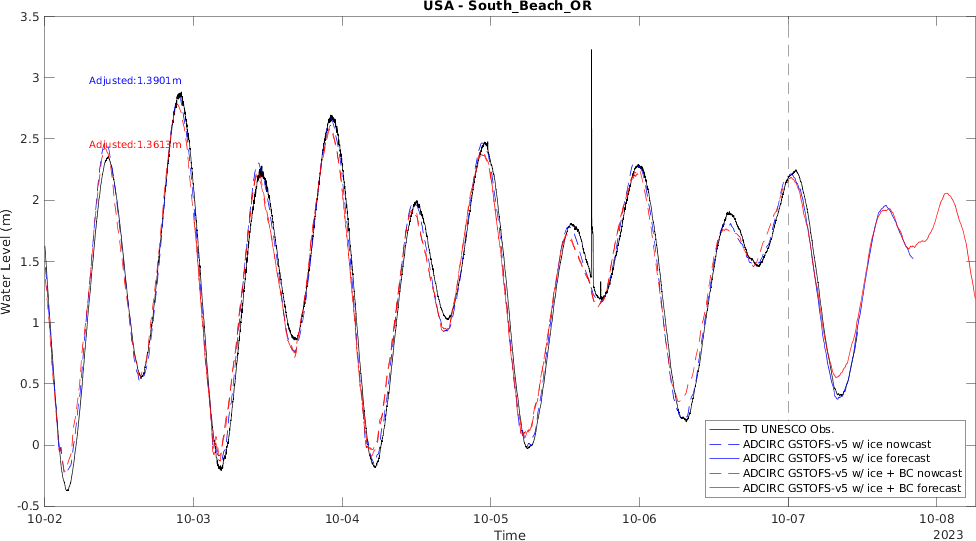 USA - South_Beach_OR
3.5
3
2.5
2
1.5
1
0.5
0
-0.5
Water Level (m)
Adjusted:1.3901m
Adjusted:1.3613m
10-02
10-03
10-04
10-05
10-06
10-07
10-08
Time
2023
TD UNESCO Obs.
ADCIRC GSTOFS-v5 w/ ice nowcast
ADCIRC GSTOFS-v5 w/ ice forecast
ADCIRC GSTOFS-v5 w/ ice + BC nowcast
ADCIRC GSTOFS-v5 w/ ice + BC forecast